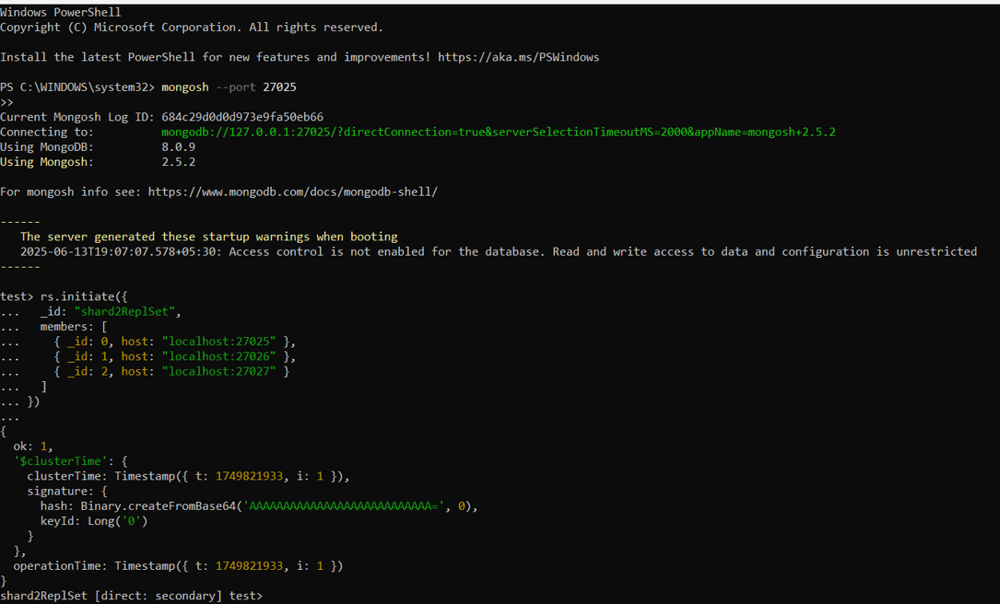 Windows PowerShell
Copyright (C) Microsoft Corporation. All rights reserved.
Install the latest PowerShell for new features and improvements! https://aka.ms/PSWindows
PS C:\WINDOWS\system32> mongosh --port 27025
>>
Current Mongosh Log ID: 684c29d0d0d973e9fa50eb66
Connecting to:          mongodb://127.0.0.1:27025/?directConnection=true&serverSelectionTimeoutMS=2000&appName=mongosh+2.5.2
Using MongoDB:          8.0.9
Using Mongosh:          2.5.2
For mongosh info see: https://www.mongodb.com/docs/mongodb-shell/
------
   The server generated these startup warnings when booting
   2025-06-13T19:07:07.578+05:30: Access control is not enabled for the database. Read and write access to data and configuration is unrestricted
------
test> rs.initiate({
...   _id: "shard2ReplSet",
...   members: [
...     { _id: 0, host: "localhost:27025" },
...     { _id: 1, host: "localhost:27026" },
...     { _id: 2, host: "localhost:27027" }
...   ]
... })
...
{
  ok: 1,
  '$clusterTime': {
    clusterTime: Timestamp({ t: 1749821933, i: 1 }),
    signature: {
      hash: Binary.createFromBase64('AAAAAAAAAAAAAAAAAAAAAAAAAAA=', 0),
      keyId: Long('0')
    }
  },
  operationTime: Timestamp({ t: 1749821933, i: 1 })
}
shard2ReplSet [direct: secondary] test>